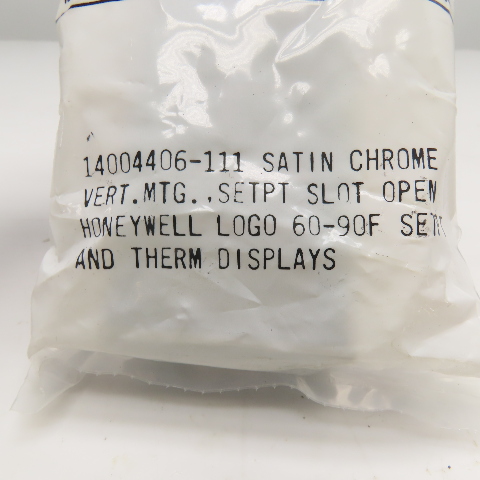 14004406-111 SATIN CHROME
VERT.MTG.,SETPT SLOT OPEN
HONEYWELL LOGO 60-90F
AND THERM DISPLAYS